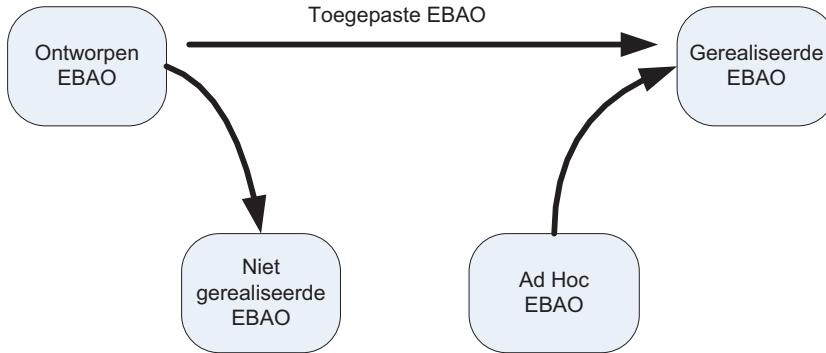 Toegepaste EBAO
Ontworpen
EBAO
Gerealiseerde
EBAO
Niet
gerealiseerde
EBAO
Ad Hoc
EBAO